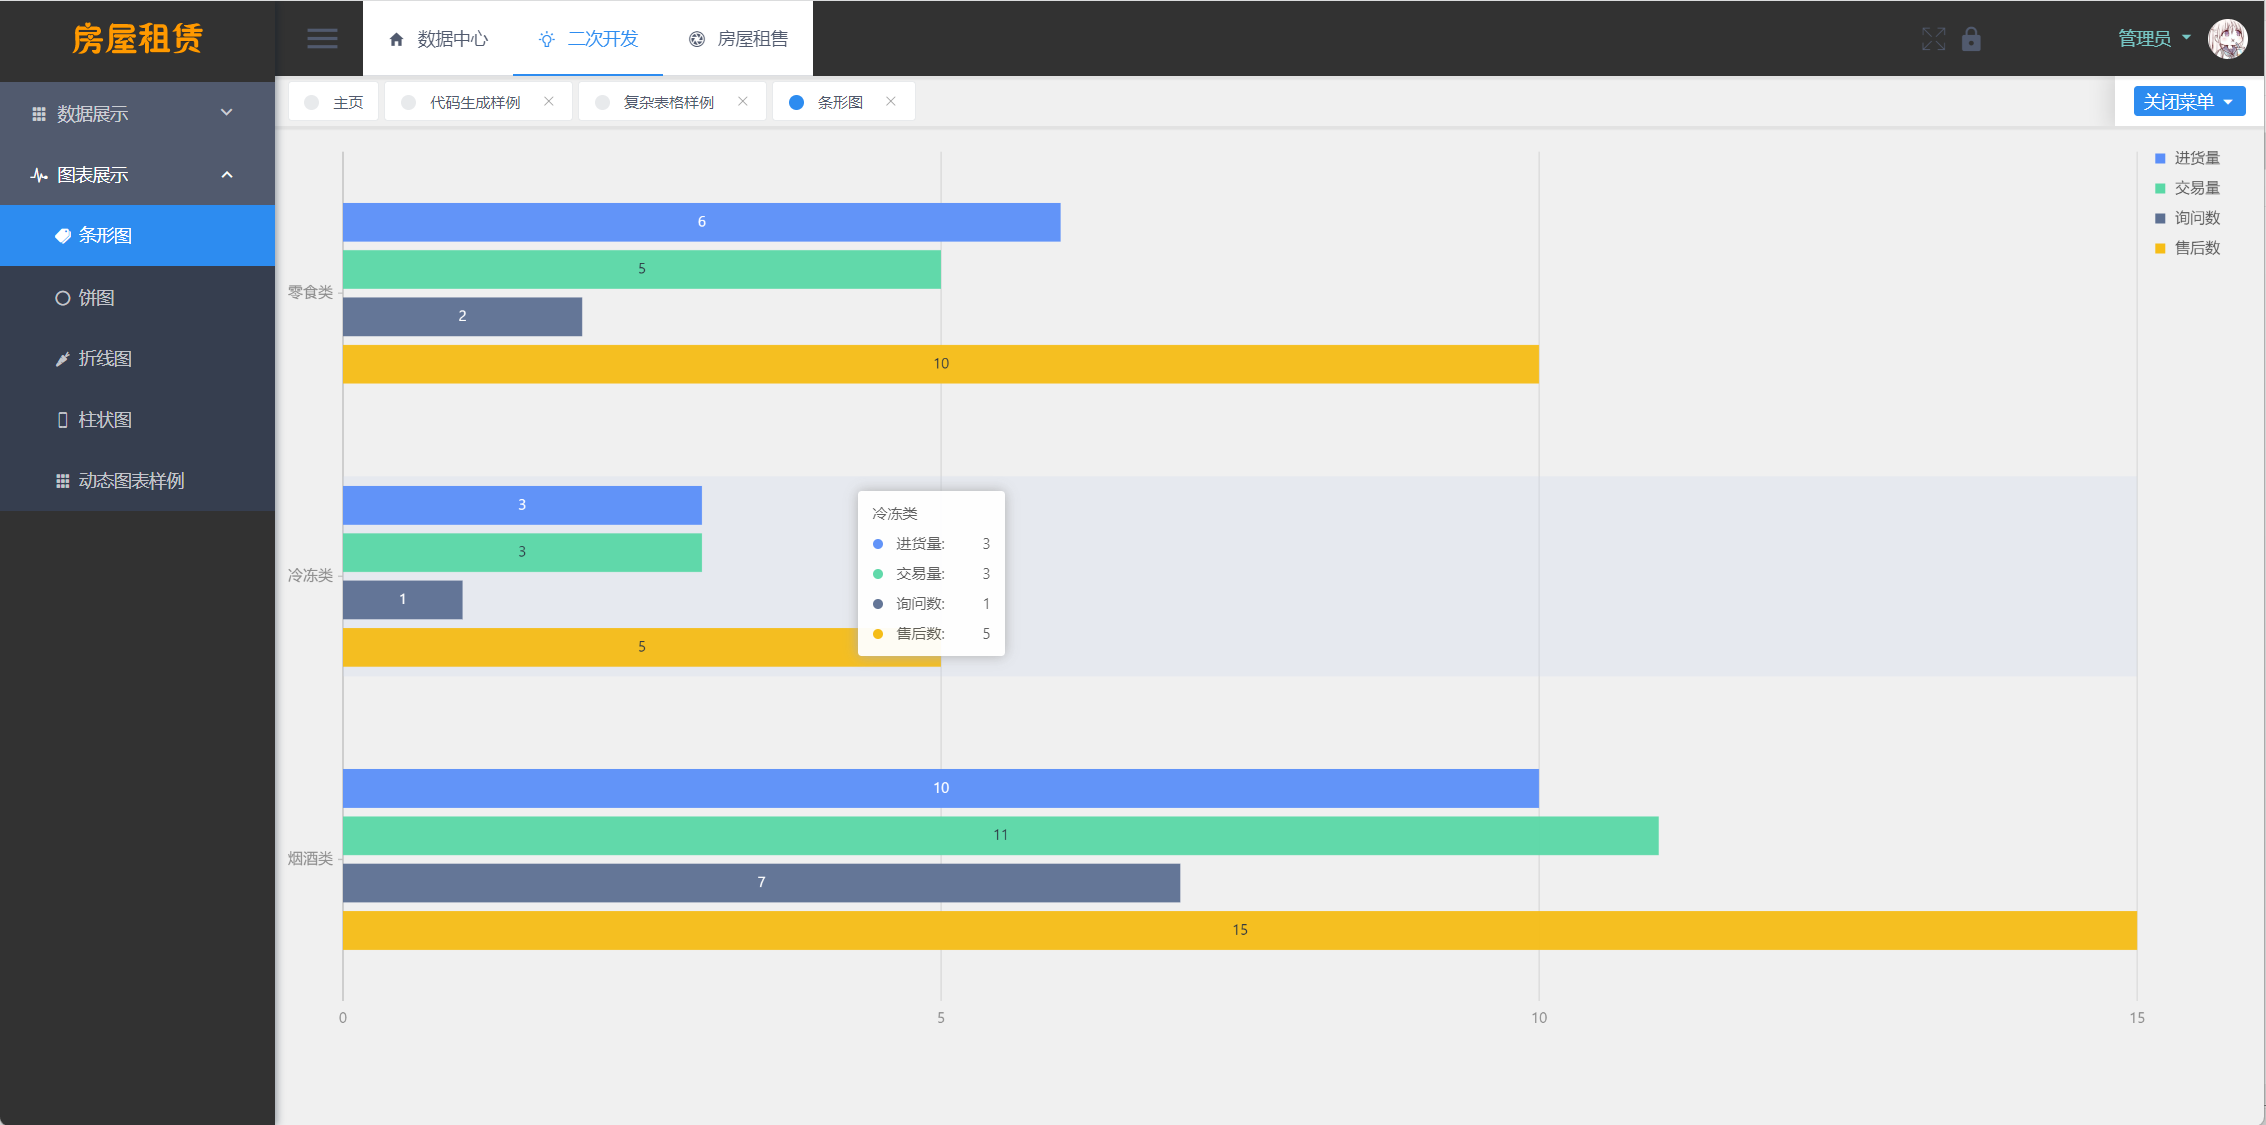 房屋租赁
数据中心
二次开发
房屋租售
管理员
数据展示
图表展示
条形图
饼图
折线图
柱状图
动态图表样例
主页
代码生成样例
复杂表格样例
条形图
关闭菜单
进货量
交易量
询问数
售后数
零食类
6
5
2
10
冷冻类
3
3
1
5
冷冻类
进货量: 3
交易量: 3
询问数: 1
售后数: 5
烟酒类
10
11
7
15
0 5 10 15